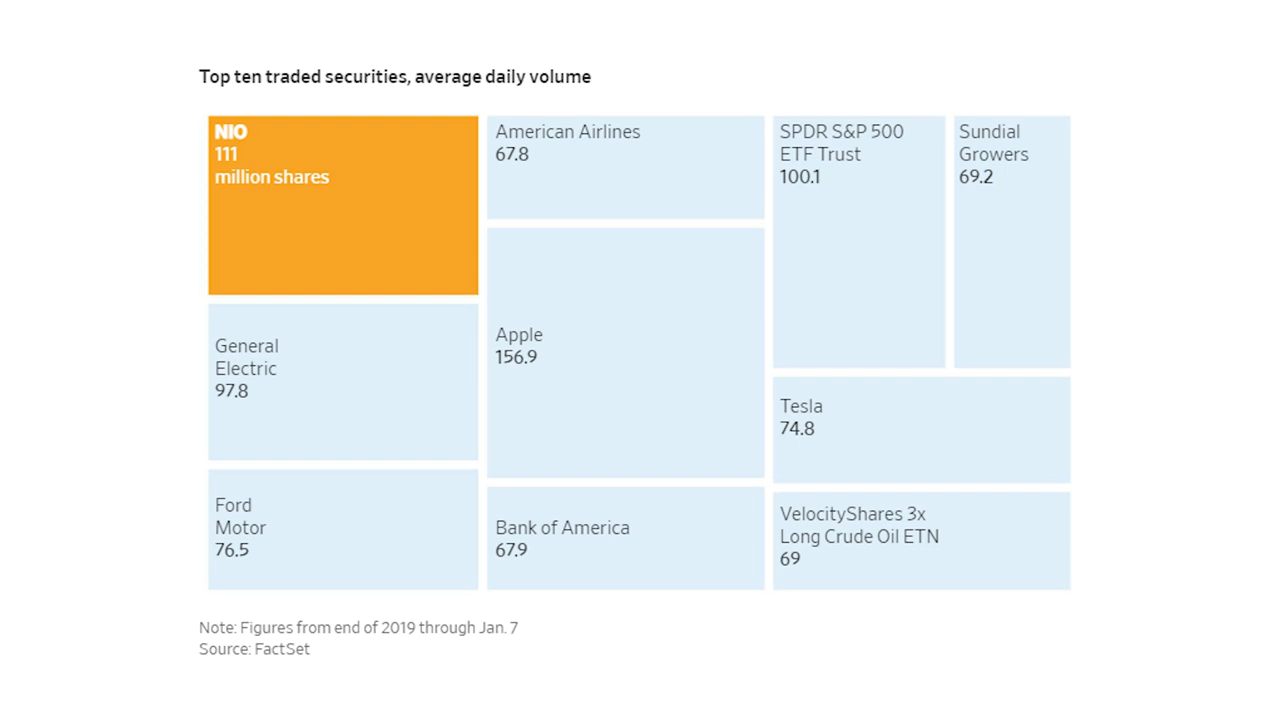 Top ten traded securities, average daily volume
NIO
111
million shares
General
Electric
97.8
Ford
Motor
76.5
American Airlines
67.8
Apple
156.9
Bank of America
67.9
SPDR S&P 500
ETF Trust
100.1
Sundial
Growers
69.2
Tesla
74.8
VelocityShares 3x
Long Crude Oil ETN
69
Note: Figures from end of 2019 through Jan. 7
Source: FactSet